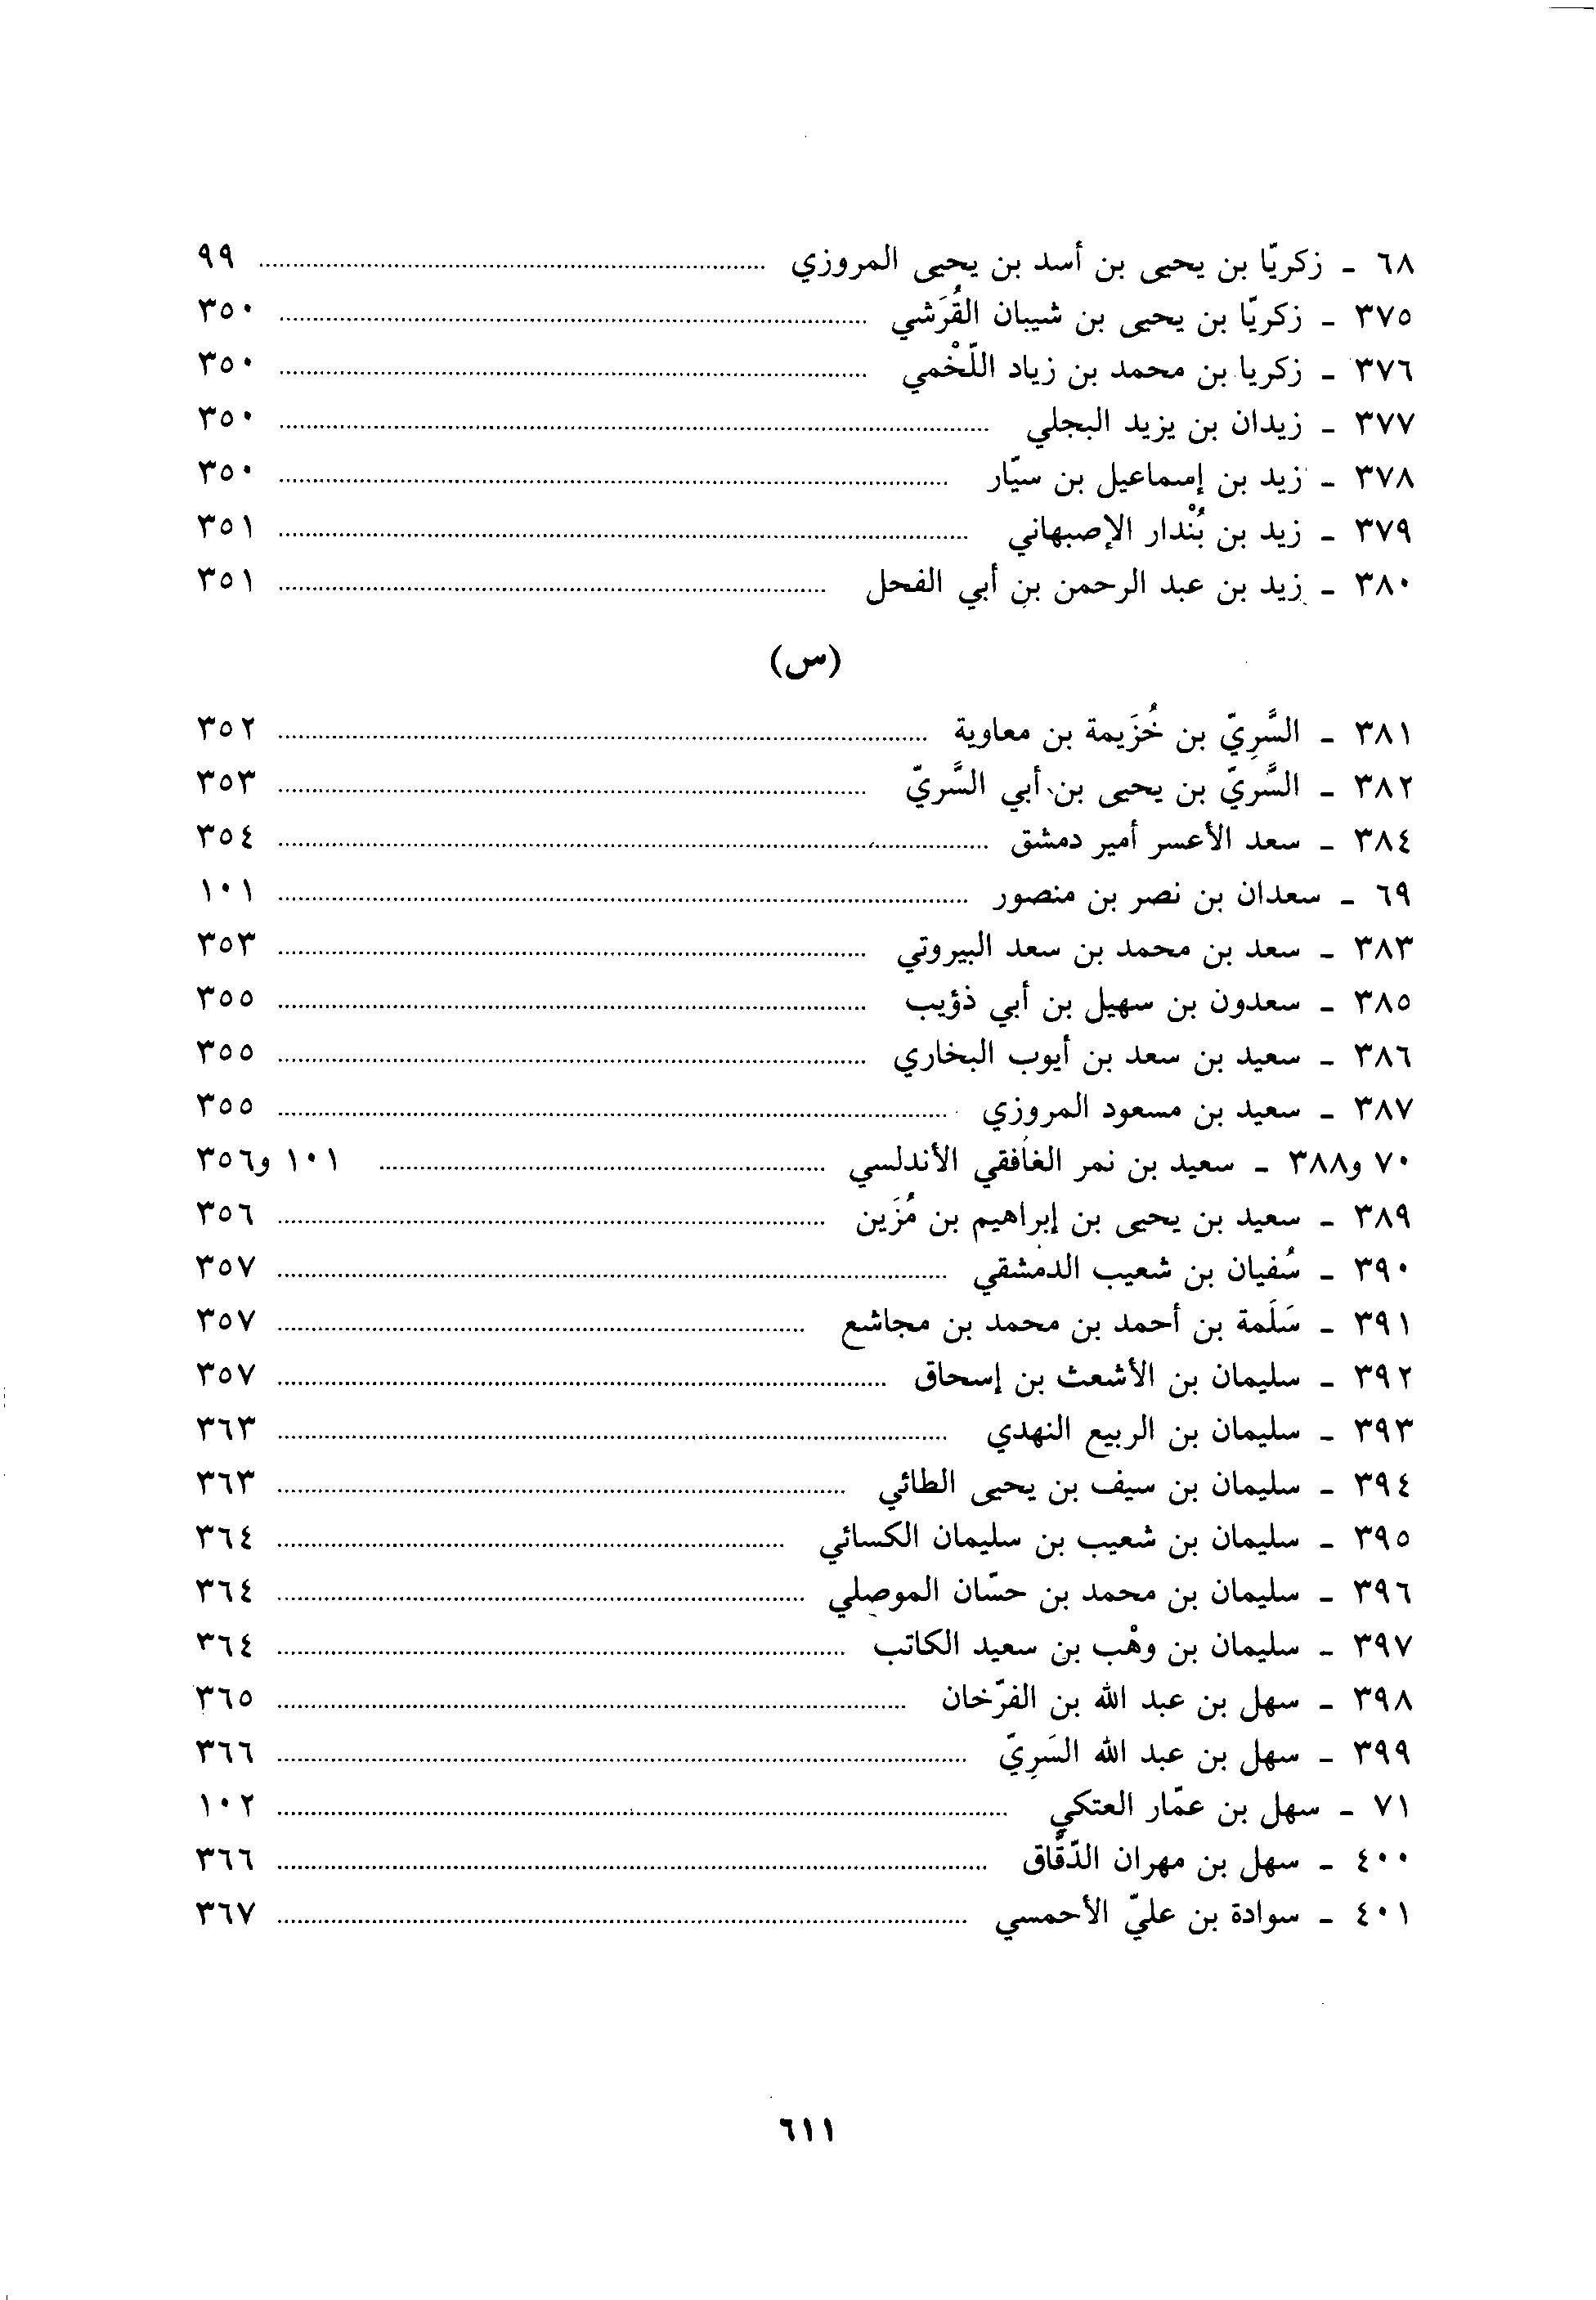 ٦٨ - زكريّا بن يحيى بن أسد بن يحيى المروزي ........ ٩٩
٣٧٥ - زكريّا بن يحيى بن شيبان القُرَشي ........ ٣٥٠
٣٧٦ - زكريا بن محمد بن زياد اللّخْمي ........ ٣٥٠
٣٧٧ - زيدان بن يزيد البجلي ........ ٣٥٠
٣٧٨ - زيد بن إسماعيل بن سيّار ........ ٣٥٠
٣٧٩ - زيد بن بُنْدار الإصبهاني ........ ٣٥١
٣٨٠ - زيد بن عبد الرحمن بن أبي الفحل ........ ٣٥١
(س)
٣٨١ - السَّرِيّ بن خُزَيمة بن معاوية ........ ٣٥٢
٣٨٢ - السَّريّ بن يحيى بن أبي السَّريّ ........ ٣٥٣
٣٨٤ - سعد الأعسر أمير دمشق ........ ٣٥٤
٦٩ - سعدان بن نصر بن منصور ........ ١٠١
٣٨٣ - سعد بن محمد بن سعد البيروتي ........ ٣٥٣
٣٨٥ - سعدون بن سهيل بن أبي ذؤيب ........ ٣٥٥
٣٨٦ - سعيد بن سعد بن أيوب البخاري ........ ٣٥٥
٣٨٧ - سعيد بن مسعود المروزي ........ ٣٥٥
٧٠ و٣٨٨ - سعيد بن نمر الغافقي الأندلسي ........ ١٠١ و٣٥٦
٣٨٩ - سعيد بن يحيى بن إبراهيم بن مُزَين ........ ٣٥٦
٣٩٠ - سُفيان بن شعيب الدمشقي ........ ٣٥٧
٣٩١ - سَلَمة بن أحمد بن محمد بن مجاشع ........ ٣٥٧
٣٩٢ - سليمان بن الأشعث بن إسحاق ........ ٣٥٧
٣٩٣ - سليمان بن الربيع النهدي ........ ٣٦٣
٣٩٤ - سليمان بن سيف بن يحيى الطائي ........ ٣٦٣
٣٩٥ - سليمان بن شعيب بن سليمان الكسائي ........ ٣٦٤
٣٩٦ - سليمان بن محمد بن حسّان الموصلي ........ ٣٦٤
٣٩٧ - سليمان بن وهْب بن سعيد الكاتب ........ ٣٦٤
٣٩٨ - سهل بن عبد الله بن الفرّخان ........ ٣٦٥
٣٩٩ - سهل بن عبد الله السَرِيّ ........ ٣٦٦
٧١ - سهل بن عمّار العتكي ........ ١٠٢
٤٠٠ - سهل بن مهران الدّقّاق ........ ٣٦٦
٤٠١ - سوادة بن عليّ الأحمسي ........ ٣٦٧
٦١١